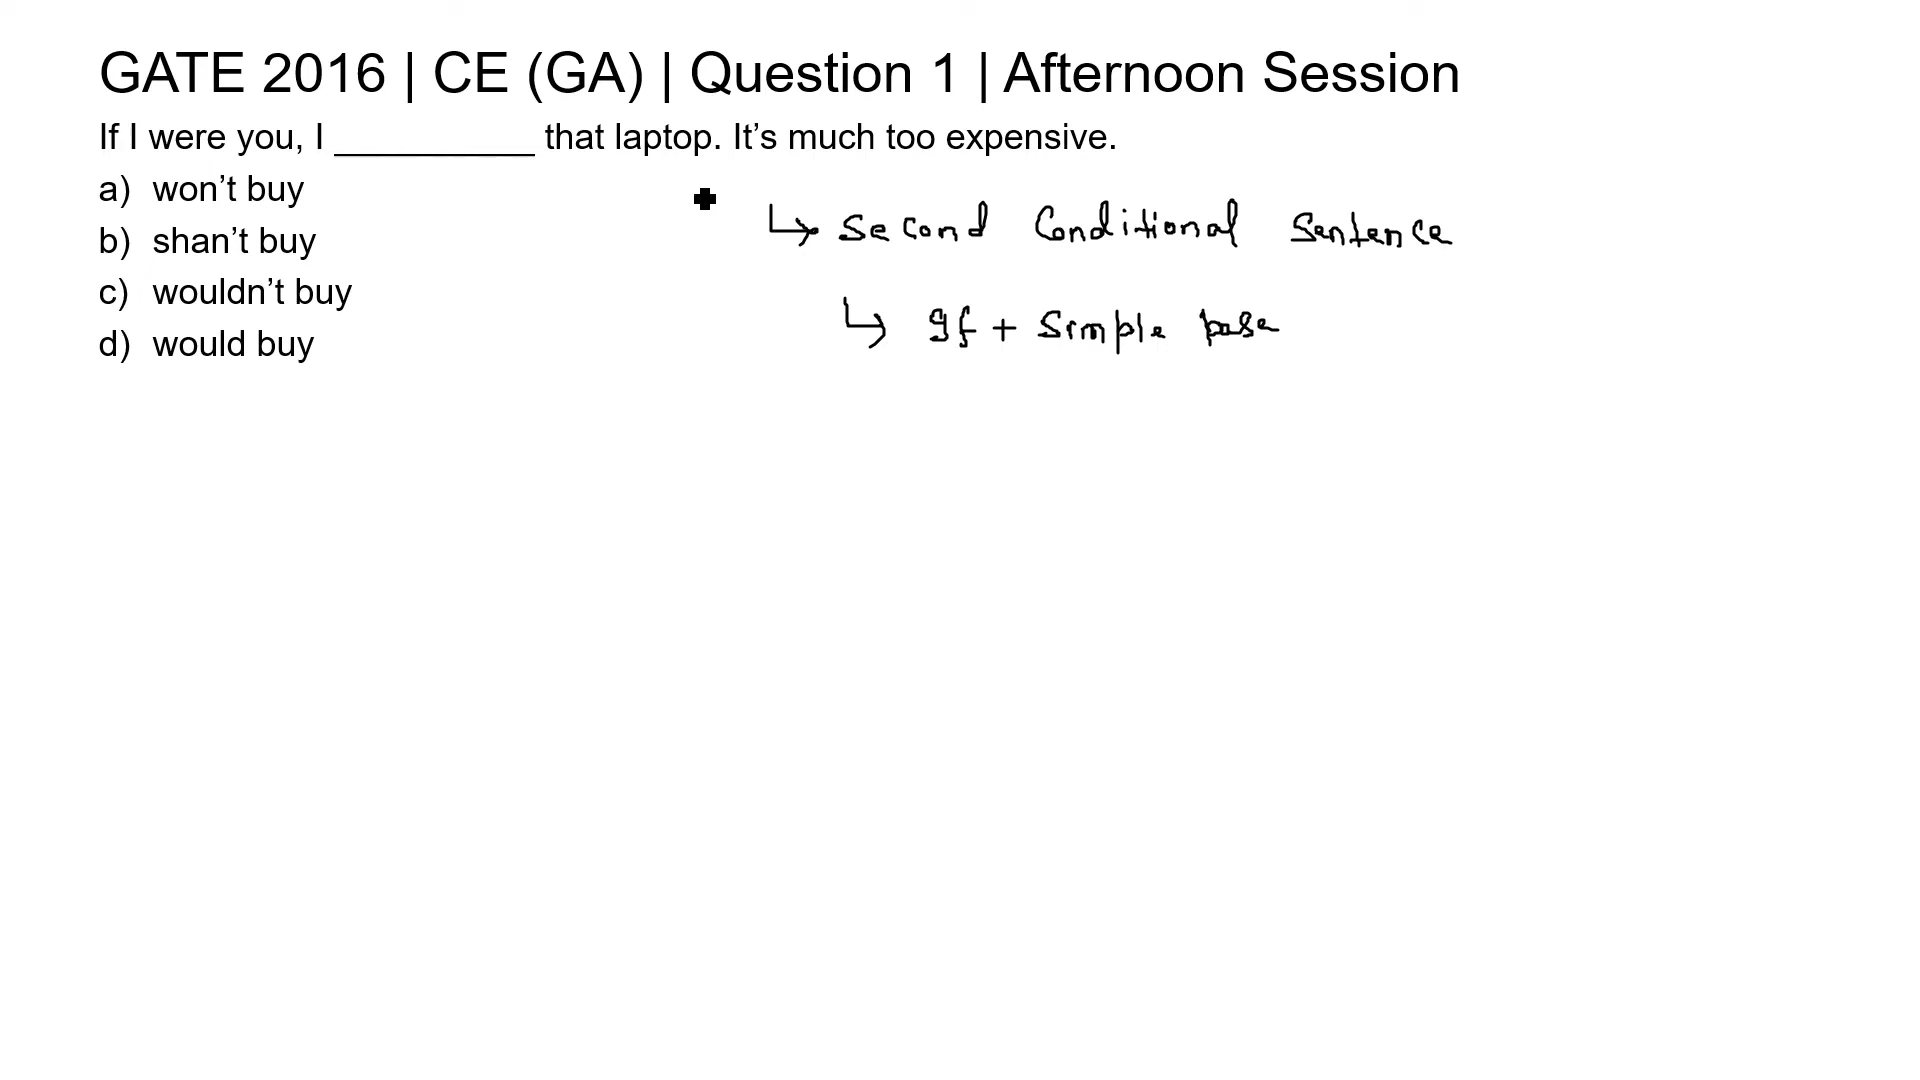 GATE 2016 | CE (GA) | Question 1 | Afternoon Session
If I were you, I __________ that laptop. It’s much too expensive.
a) won’t buy
b) shan’t buy
c) wouldn’t buy
d) would buy
↳ Second Conditional Sentence
↳ If + Simple